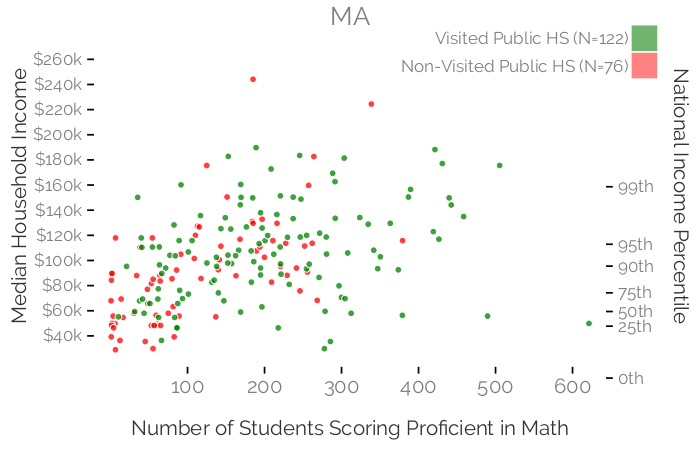 MA
Visited Public HS (N=122)
Non-Visited Public HS (N=76)
Median Household Income
$260k
$240k
$220k
$200k
$180k
$160k
$140k
$120k
$100k
$80k
$60k
$40k
National Income Percentile
99th
95th
90th
75th
50th
25th
0th
100 200 300 400 500 600
Number of Students Scoring Proficient in Math